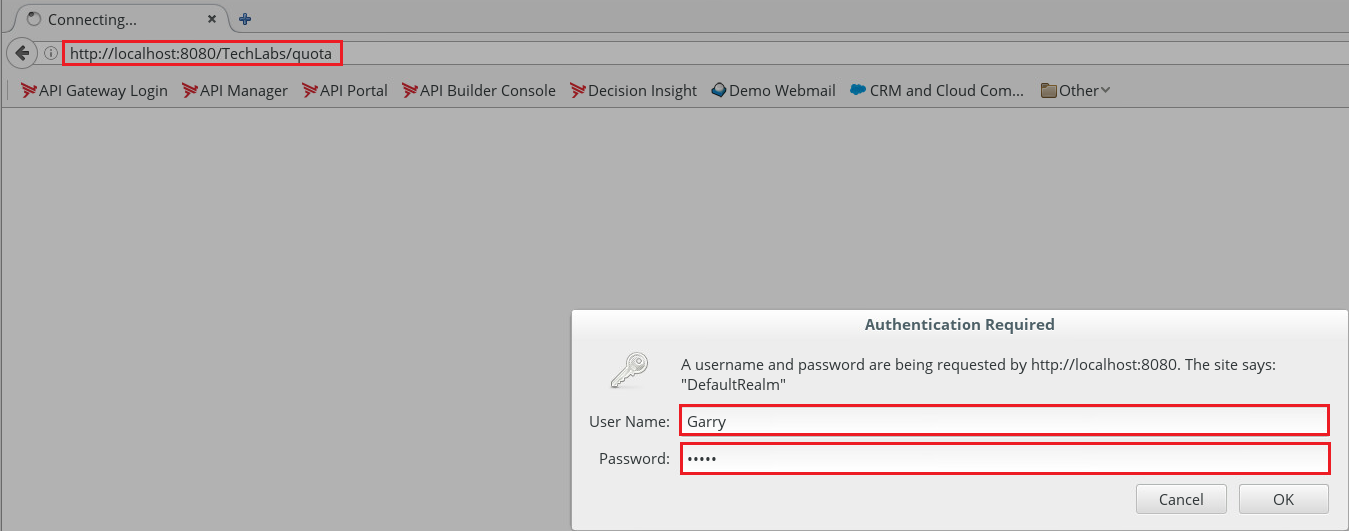 Connecting...
http://localhost:8080/TechLabs/quota
API Gateway Login API Manager API Portal API Builder Console Decision Insight Demo Webmail CRM and Cloud Com... Other
Authentication Required
A username and password are being requested by http://localhost:8080. The site says:
"DefaultRealm"
User Name: Garry
Password: •••••
Cancel OK